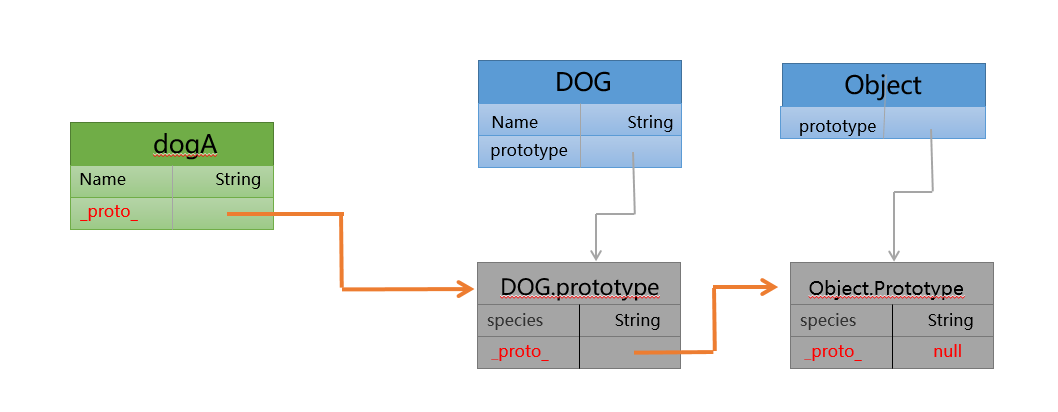 dogA
Name String
_proto_
DOG
Name String
prototype
Object
prototype
DOG.prototype
species String
_proto_
Object.Prototype
species String
_proto_ null